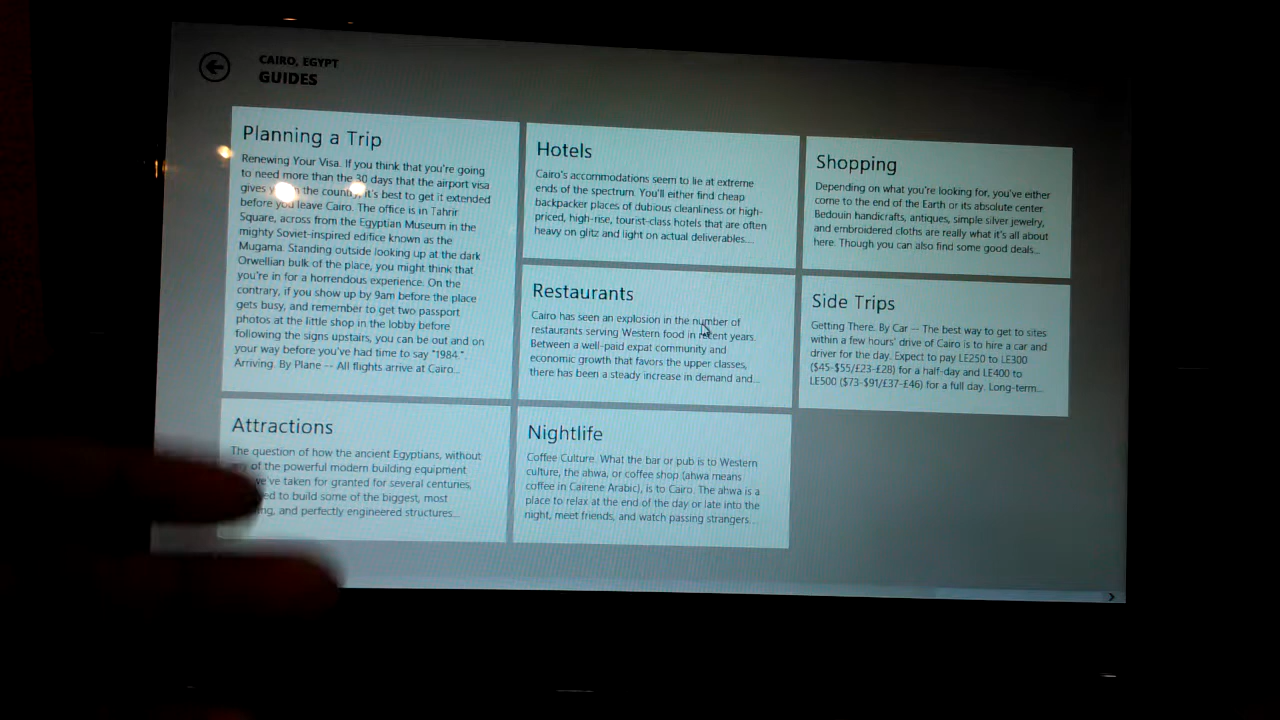 CAIRO, EGYPT
GUIDES
Planning a Trip
Renewing Your Visa. If you think that you're going
to need more than the 30 days that the airport visa
gives in the country, it's best to get it extended
before you leave Cairo. The office is in Tahrir
Square, across from the Egyptian Museum in the
mighty Soviet-inspired edifice known as the
Mugama. Standing outside looking up at the dark
Orwellian bulk of the place, you might think that
you're in for a horrendous experience. On the
contrary, if you show up by 9am before the place
gets busy, and remember to get two passport
photos at the little shop in the lobby before
following the signs upstairs, you can be out and on
your way before you've had time to say "1984."
Arriving. By Plane -- All flights arrive at Cairo...
Attractions
The question of how the ancient Egyptians, without
of the powerful modern building equipment
we've taken for granted for several centuries,
to build some of the biggest, most
and perfectly engineered structures...
Hotels
Cairo's accommodations seem to lie at extreme
ends of the spectrum. You'll either find cheap
backpacker places of dubious cleanliness or high-
priced, high-rise, tourist-class hotels that are often
heavy on glitz and light on actual deliverables....
Restaurants
Cairo has seen an explosion in the number of
restaurants serving Western food in recent years.
Between a well-paid expat community and
economic growth that favors the upper classes,
there has been a steady increase in demand and...
Nightlife
Coffee Culture. What the bar or pub is to Western
culture, the ahwa, or coffee shop (ahwa means
coffee in Cairene Arabic), is to Cairo. The ahwa is a
place to relax at the end of the day or late into the
night, meet friends, and watch passing strangers....
Shopping
Depending on what you're looking for, you've either
come to the end of the Earth or its absolute center.
Bedouin handicrafts, antiques, simple silver jewelry,
and embroidered cloths are really what it's all about
here. Though you can also find some good deals...
Side Trips
Getting There. By Car -- The best way to get to sites
within a few hours' drive of Cairo is to hire a car and
driver for the day. Expect to pay LE250 to LE300
($45-$55/£23-£28) for a half-day and LE400 to
LE500 ($73-$91/£37-£46) for a full day. Long-term...